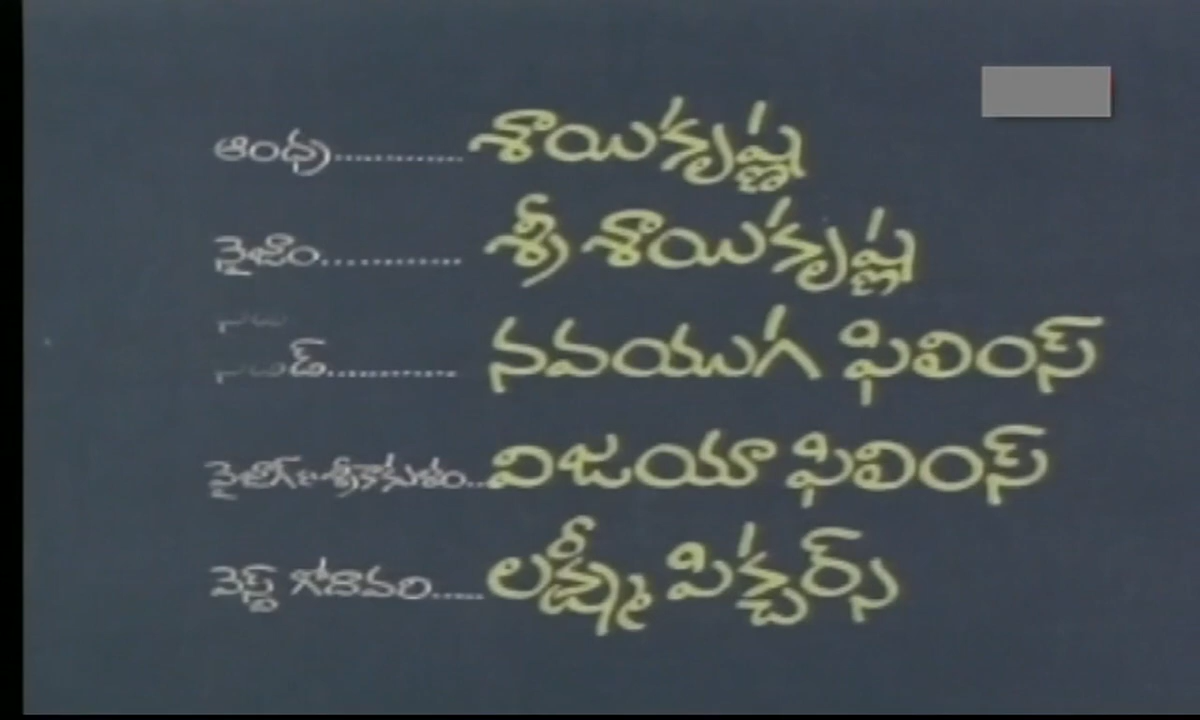 ఆంధ్ర............శాయికృష్ణ
నైజాం............. శ్రీ శాయికృష్ణ
డ్............ నవయుగ ఫిలింస్
వైజాగ్&శ్రీకాకుళం..విజయా ఫిలింస్
వెస్ట్ గోదావరి.....లక్ష్మీ పిక్చర్స్